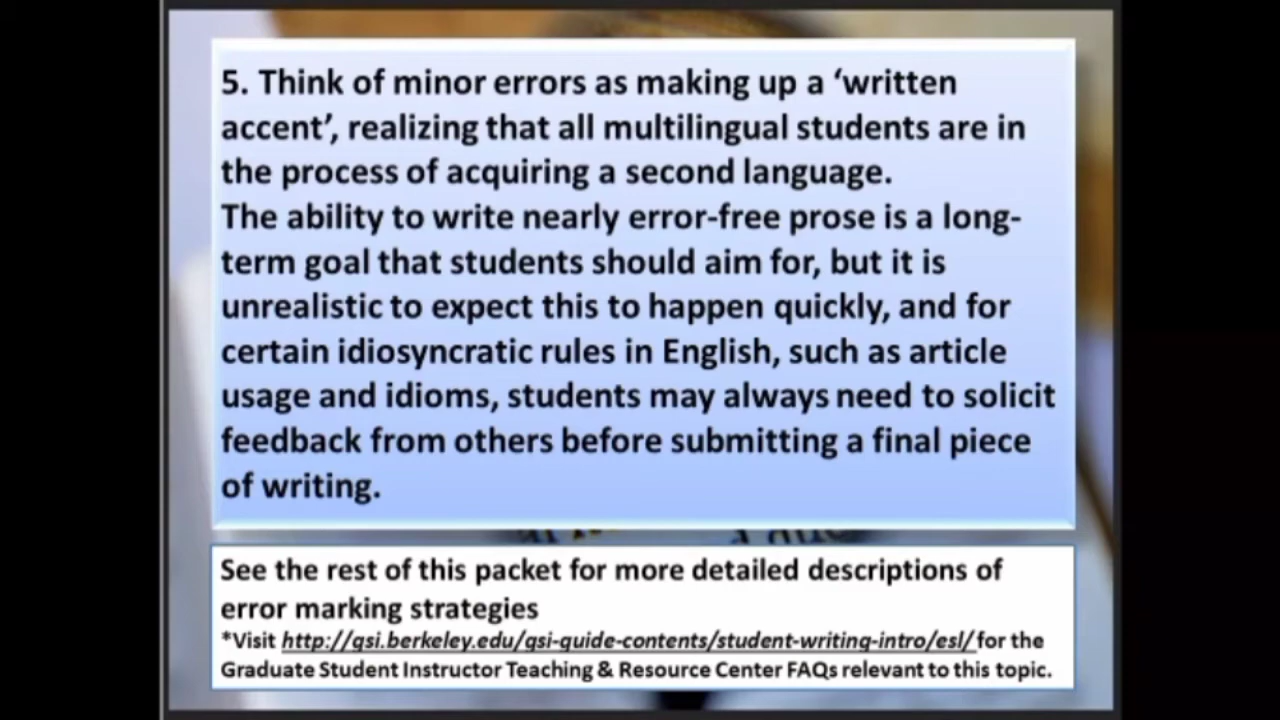 5. Think of minor errors as making up a ‘written
accent’, realizing that all multilingual students are in
the process of acquiring a second language.
The ability to write nearly error-free prose is a long-
term goal that students should aim for, but it is
unrealistic to expect this to happen quickly, and for
certain idiosyncratic rules in English, such as article
usage and idioms, students may always need to solicit
feedback from others before submitting a final piece
of writing.
See the rest of this packet for more detailed descriptions of
error marking strategies
*Visit http://gsi.berkeley.edu/gsi-guide-contents/student-writing-intro/esl/ for the
Graduate Student Instructor Teaching & Resource Center FAQs relevant to this topic.